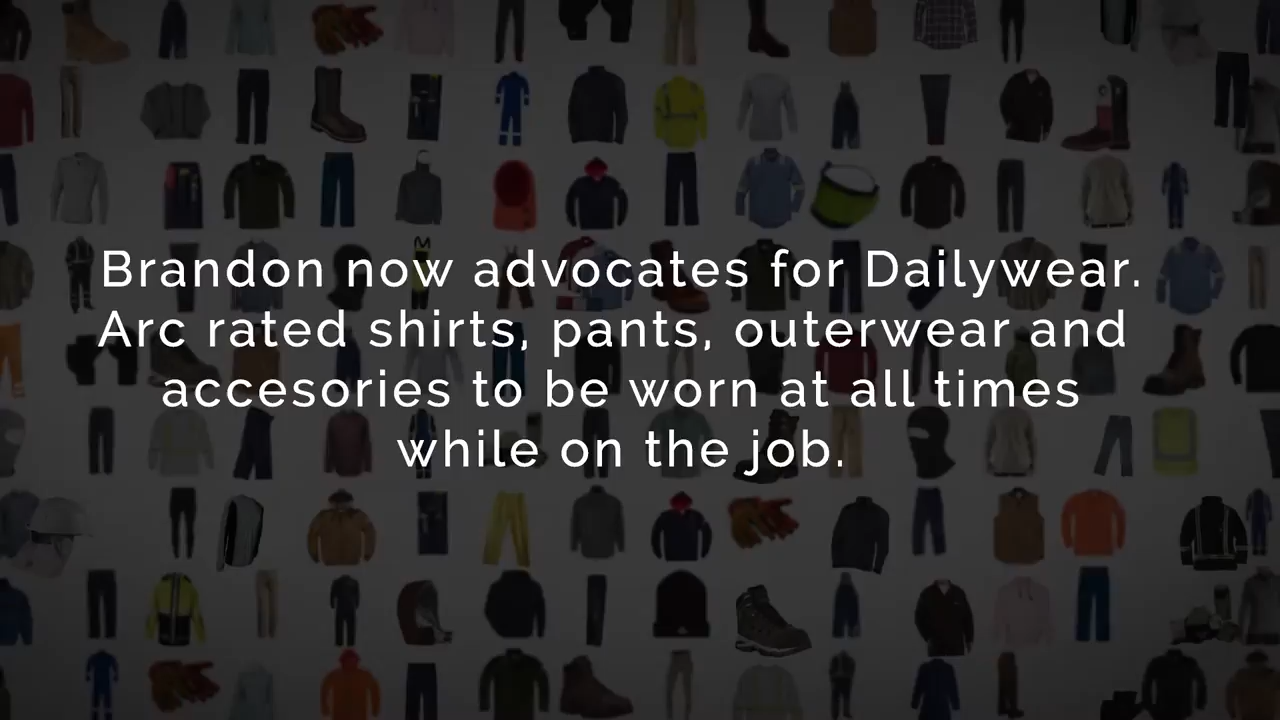 Brandon now advocates for Dailywear.
Arc rated shirts, pants, outerwear and
accesories to be worn at all times
while on the job.